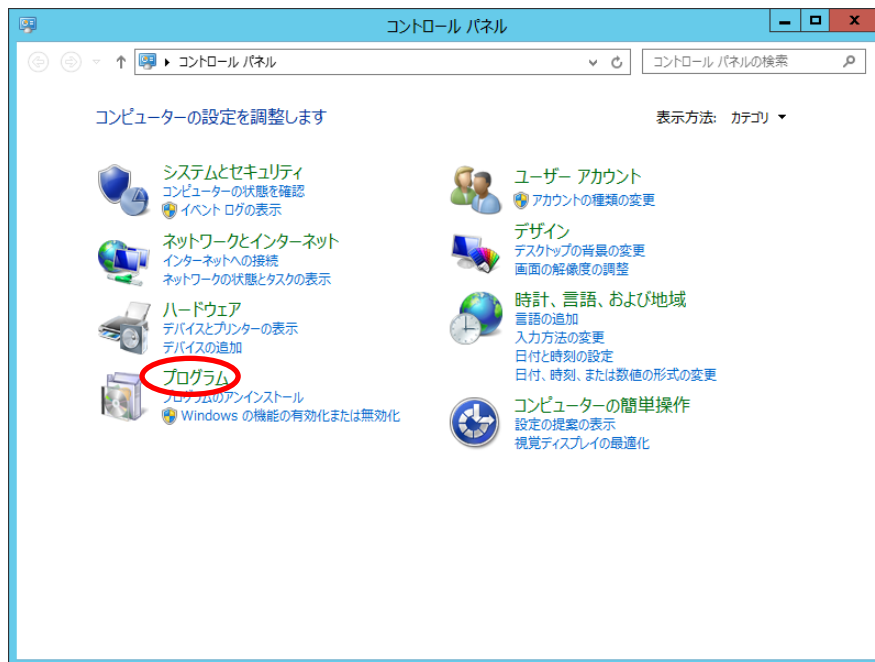 コントロール パネル
コントロール パネル
コントロール パネルの検索
コンピューターの設定を調整します
表示方法: カテゴリ
システムとセキュリティ
コンピューターの状態を確認
イベント ログの表示
ネットワークとインターネット
インターネットへの接続
ネットワークの状態とタスクの表示
ハードウェア
デバイスとプリンターの表示
デバイスの追加
プログラム
プログラムのアンインストール
Windows の機能の有効化または無効化
ユーザー アカウント
アカウントの種類の変更
デザイン
デスクトップの背景の変更
画面の解像度の調整
時計、言語、および地域
言語の追加
入力方法の変更
日付と時刻の設定
日付、時刻、または数値の形式の変更
コンピューターの簡単操作
設定の提案の表示
視覚ディスプレイの最適化